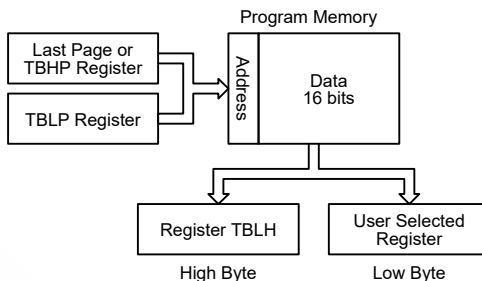 Program Memory
Last Page or
TBHP Register
Address
Data
16 bits
TBLP Register
Register TBLH
User Selected
Register
High Byte
Low Byte